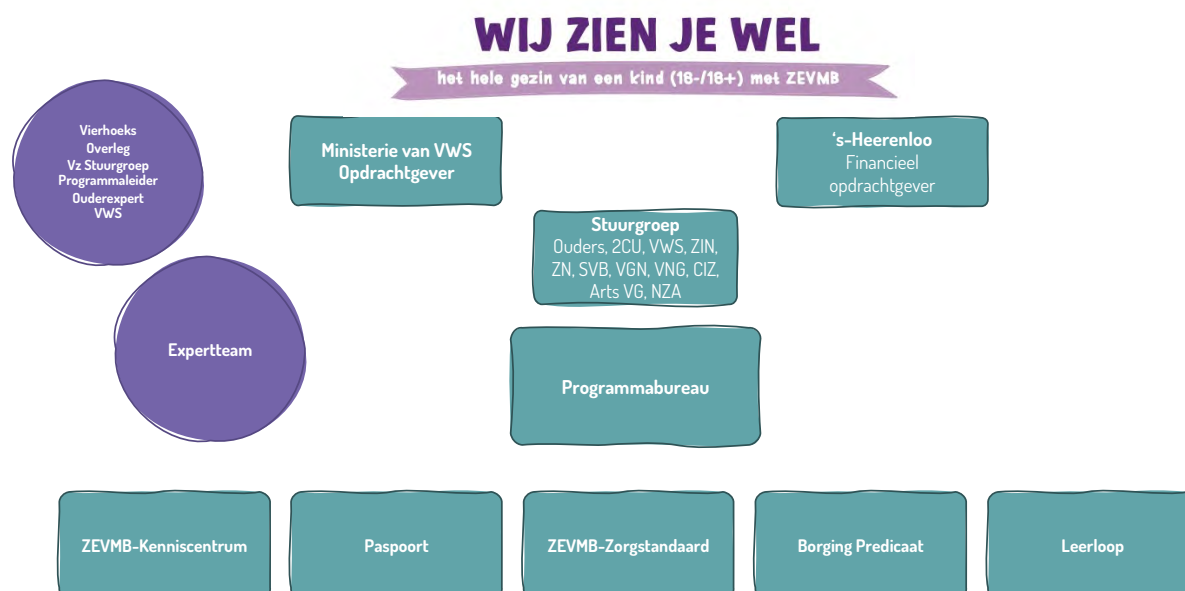 WIJ ZIEN JE WEL
het hele gezin van een kind (18-/18+) met ZEVMB
Vierhoeks
Overleg
Vz Stuurgroep
Programmaleider
Ouderexpert
VWS
Ministerie van VWS
Opdrachtgever
‘s-Heerenloo
Financieel
opdrachtgever
Stuurgroep
Ouders, 2CU, VWS, ZIN,
ZN, SVB, VGN, VNG, CIZ,
Arts VG, NZA
Expertteam
Programmabureau
ZEVMB-Kenniscentrum
Paspoort
ZEVMB-Zorgstandaard
Borging Predicaat
Leerloop